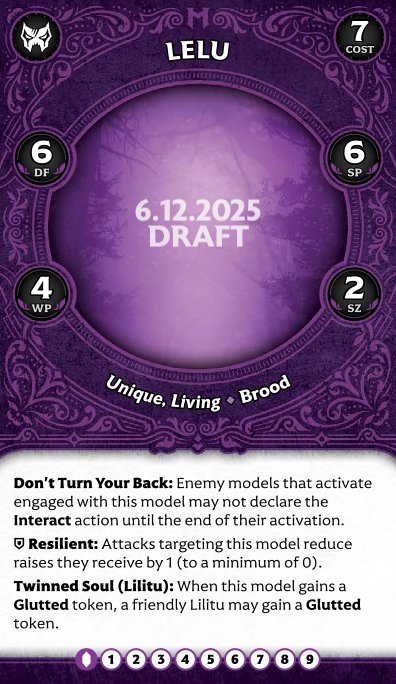 LELU
7
COST
6
DF
6
SP
6.12.2025
DRAFT
4
WP
2
SZ
Unique, Living ◆ Brood
Don't Turn Your Back: Enemy models that activate
engaged with this model may not declare the
Interact action until the end of their activation.
Resilient: Attacks targeting this model reduce
raises they receive by 1 (to a minimum of 0).
Twinned Soul (Lilitu): When this model gains a
Glutted token, a friendly Lilitu may gain a Glutted
token.
1 2 3 4 5 6 7 8 9